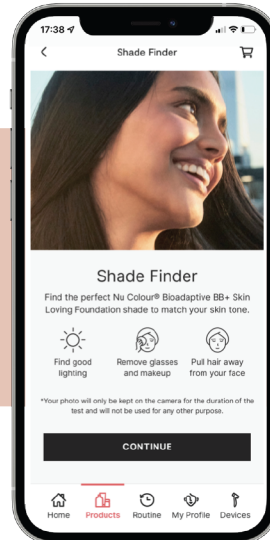 17:38
Shade Finder
Shade Finder
Find the perfect Nu Colour® Bioadaptive BB+ Skin
Loving Foundation shade to match your skin tone.
Find good
lighting
Remove glasses
and makeup
Pull hair away
from your face
*Your photo will only be kept on the camera for the duration of the
test and will not be used for any other purpose.
CONTINUE
Home Products Routine My Profile Devices